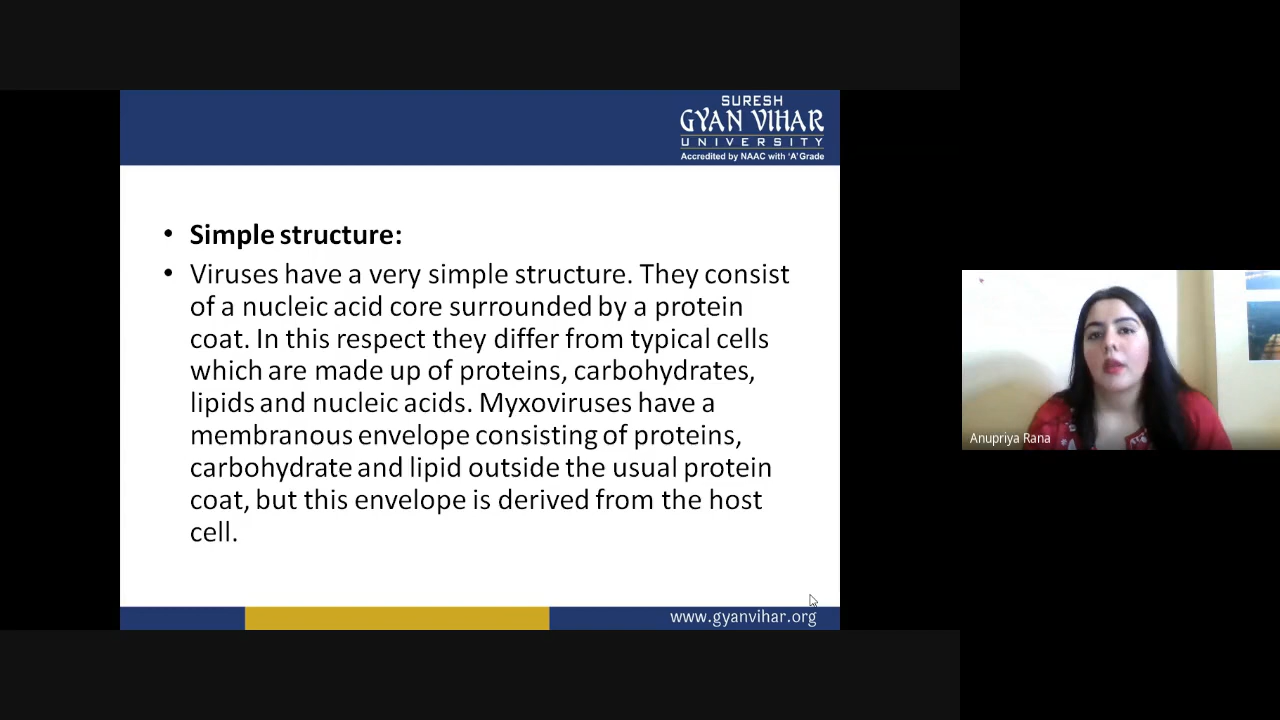 SURESH
GYAN VIHAR
UNIVERSITY
Accredited by NAAC with 'A' Grade
• Simple structure:
• Viruses have a very simple structure. They consist
of a nucleic acid core surrounded by a protein
coat. In this respect they differ from typical cells
which are made up of proteins, carbohydrates,
lipids and nucleic acids. Myxoviruses have a
membranous envelope consisting of proteins,
carbohydrate and lipid outside the usual protein
coat, but this envelope is derived from the host
cell.
www.gyanvihar.org
Anupriya Rana